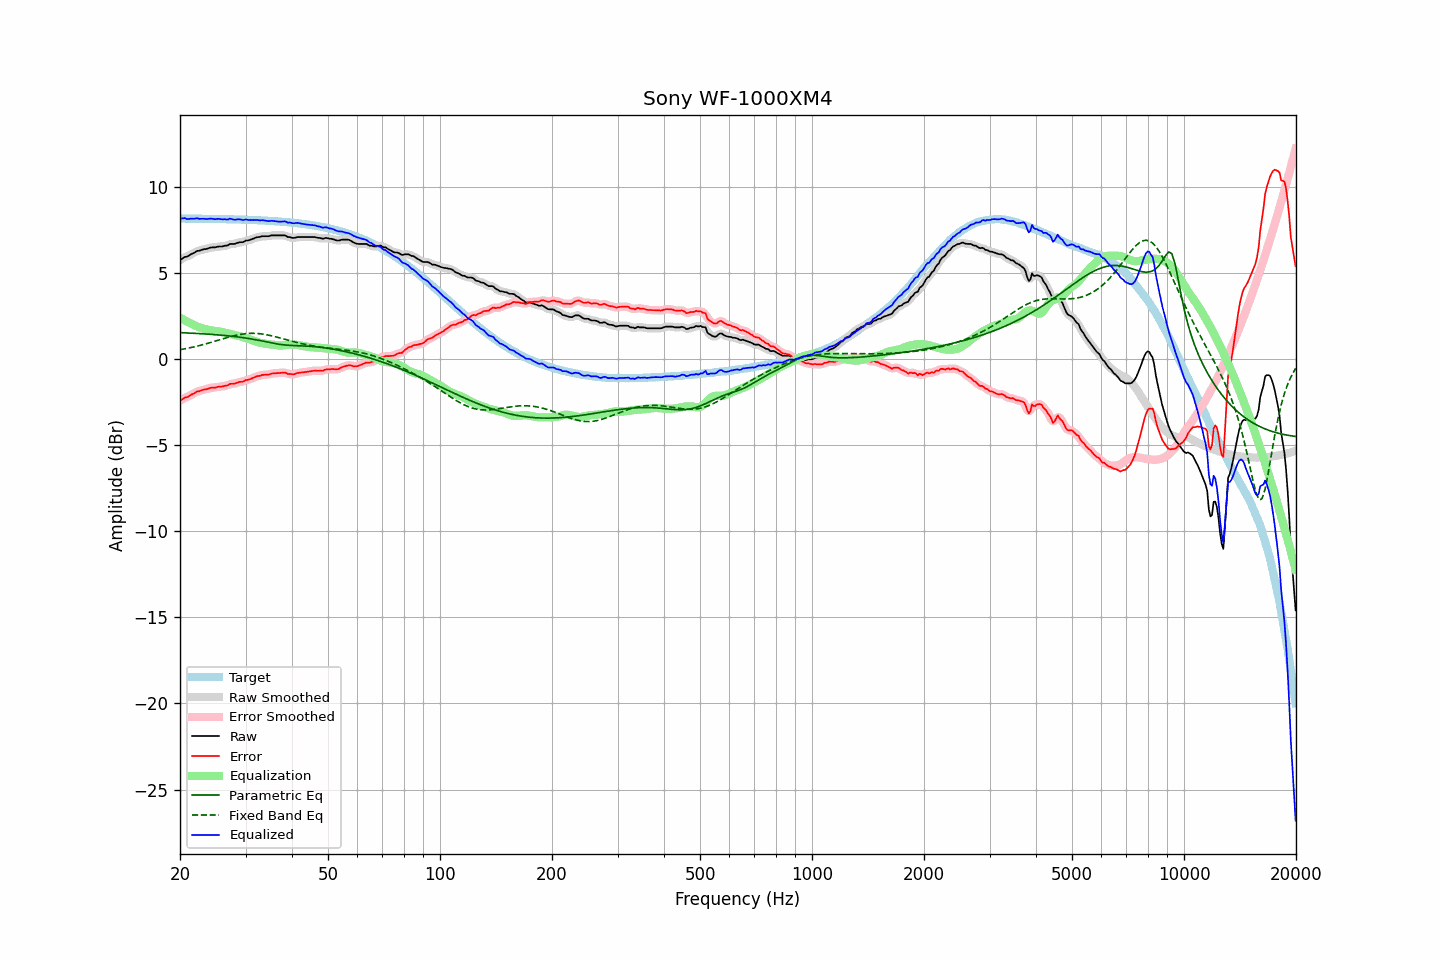 Sony WF-1000XM4
Amplitude (dBr)
10
5
0
−5
−10
−15
−20
−25
Target
Raw Smoothed
Error Smoothed
Raw
Error
Equalization
Parametric Eq
Fixed Band Eq
Equalized
20 50 100 200 500 1000 2000 5000 10000 20000
Frequency (Hz)